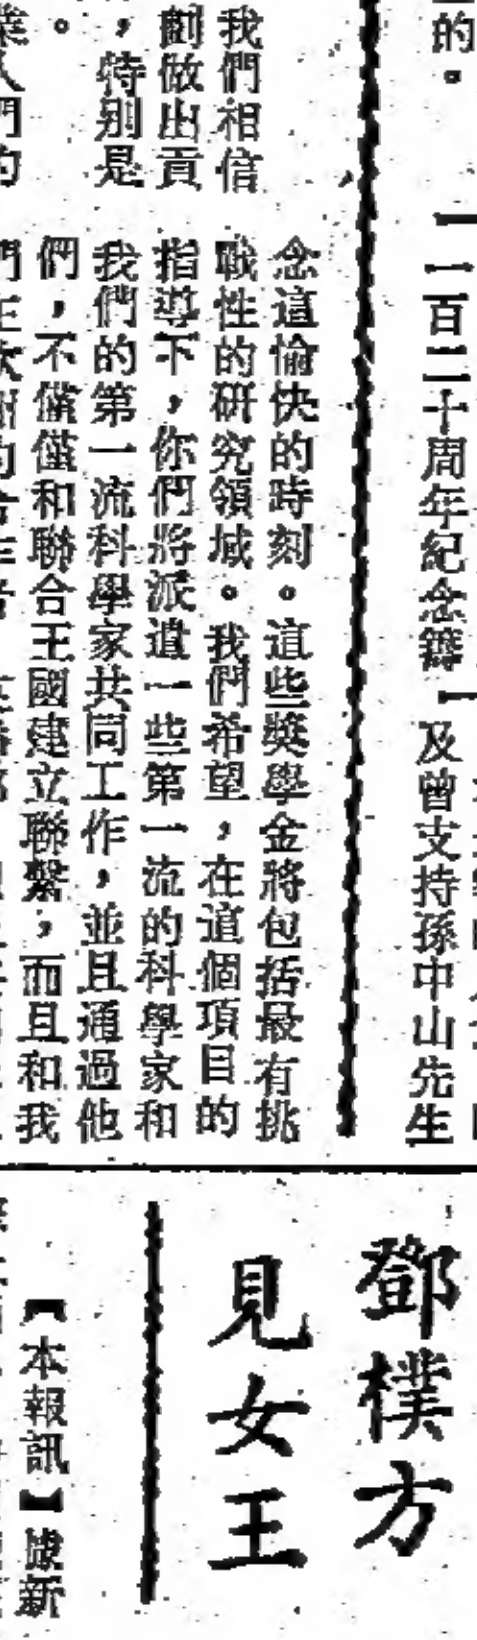 的。
一百二十周年紀念鐏」及曾支持孫中山先生
我們相信
劃做出貢
，特別是
。
念這愉快的時刻。這些獎學金將包括最有挑
戰性的研究領域。我們希望，在這個項目的
指導下，你們將派遣一些第一流的科學家和
我們的第一流科學家共同工作，並且通過他
們，不僅僅和聯合王國建立聯繫，而且和我
鄧樸方
見女王
【本報訊】據新